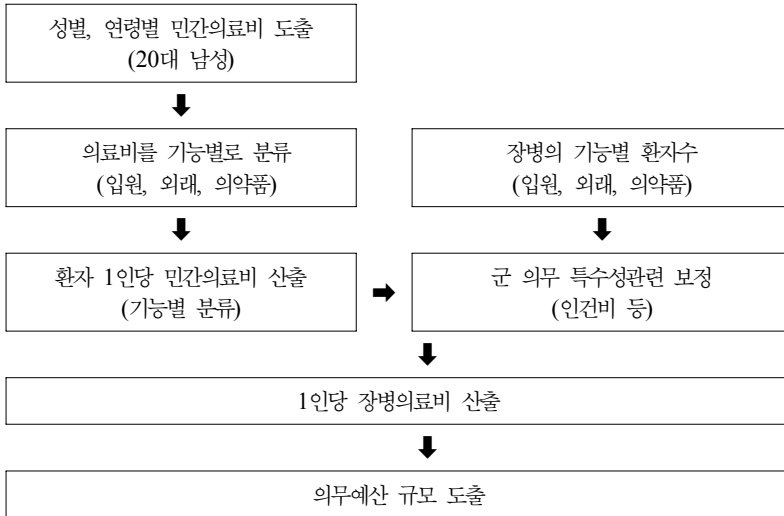 성별, 연령별 민간의료비 도출
(20대 남성)
의료비를 기능별로 분류
(입원, 외래, 의약품)
장병의 기능별 환자수
(입원, 외래, 의약품)
환자 1인당 민간의료비 산출
(기능별 분류)
군 의무 특수성관련 보정
(인건비 등)
1인당 장병의료비 산출
의무예산 규모 도출